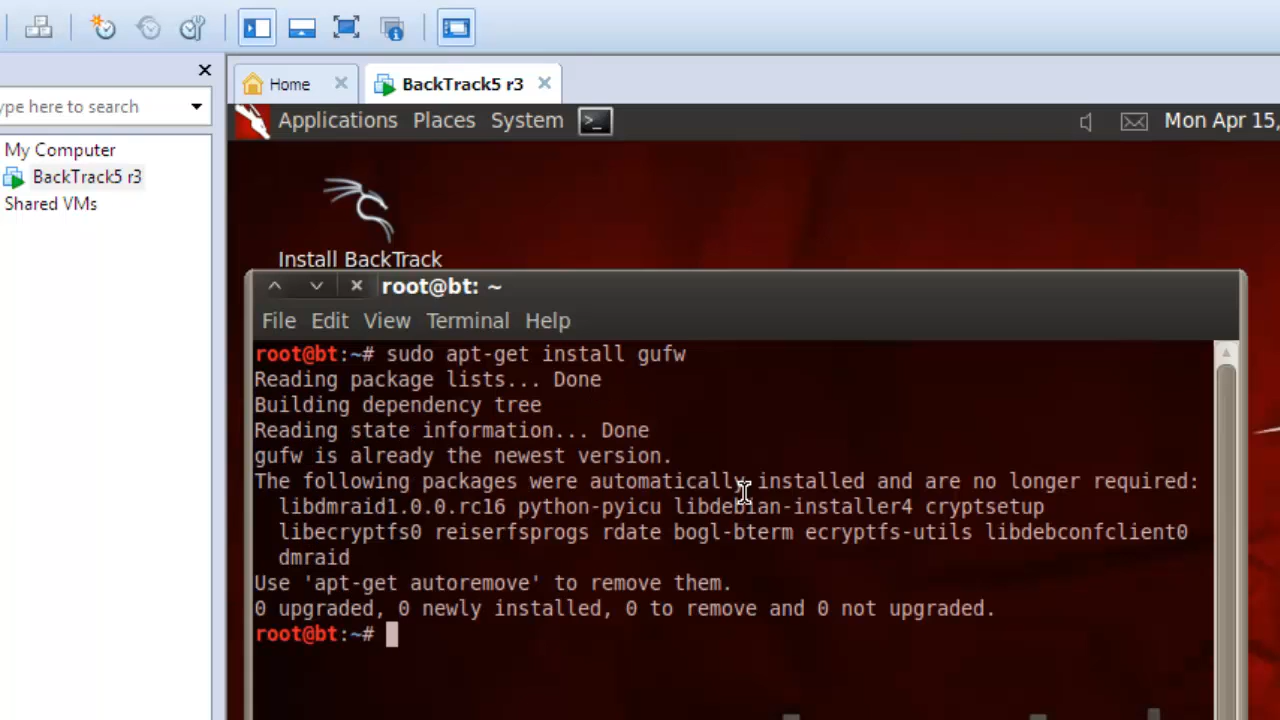 Home
BackTrack5 r3
ype here to search
Applications Places System >_ Mon Apr 15,
My Computer
BackTrack5 r3
Shared VMs
Install BackTrack
root@bt: ~
File Edit View Terminal Help
root@bt:~# sudo apt-get install gufw
Reading package lists... Done
Building dependency tree
Reading state information... Done
gufw is already the newest version.
The following packages were automatically installed and are no longer required:
libdmraid1.0.0.rc16 python-pyicu libdebian-installer4 cryptsetup
libecryptfs0 reiserfsprogs rdate bogl-bterm ecryptfs-utils libdebconfclient0
dmraid
Use 'apt-get autoremove' to remove them.
0 upgraded, 0 newly installed, 0 to remove and 0 not upgraded.
root@bt:~#